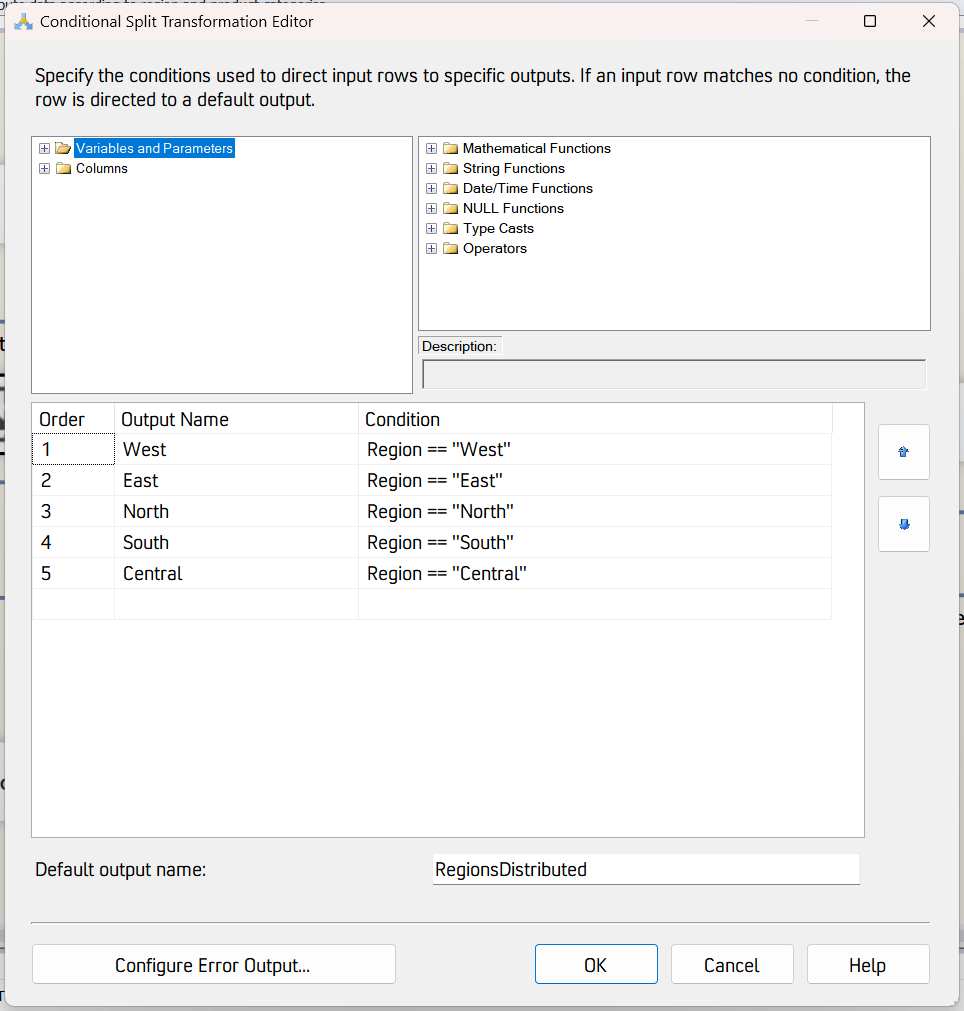 Conditional Split Transformation Editor
Specify the conditions used to direct input rows to specific outputs. If an input row matches no condition, the
row is directed to a default output.
Variables and Parameters
Columns
Mathematical Functions
String Functions
Date/Time Functions
NULL Functions
Type Casts
Operators
Description:
Order Output Name Condition
1 West Region == "West"
2 East Region == "East"
3 North Region == "North"
4 South Region == "South"
5 Central Region == "Central"
Default output name: RegionsDistributed
Configure Error Output... OK Cancel Help